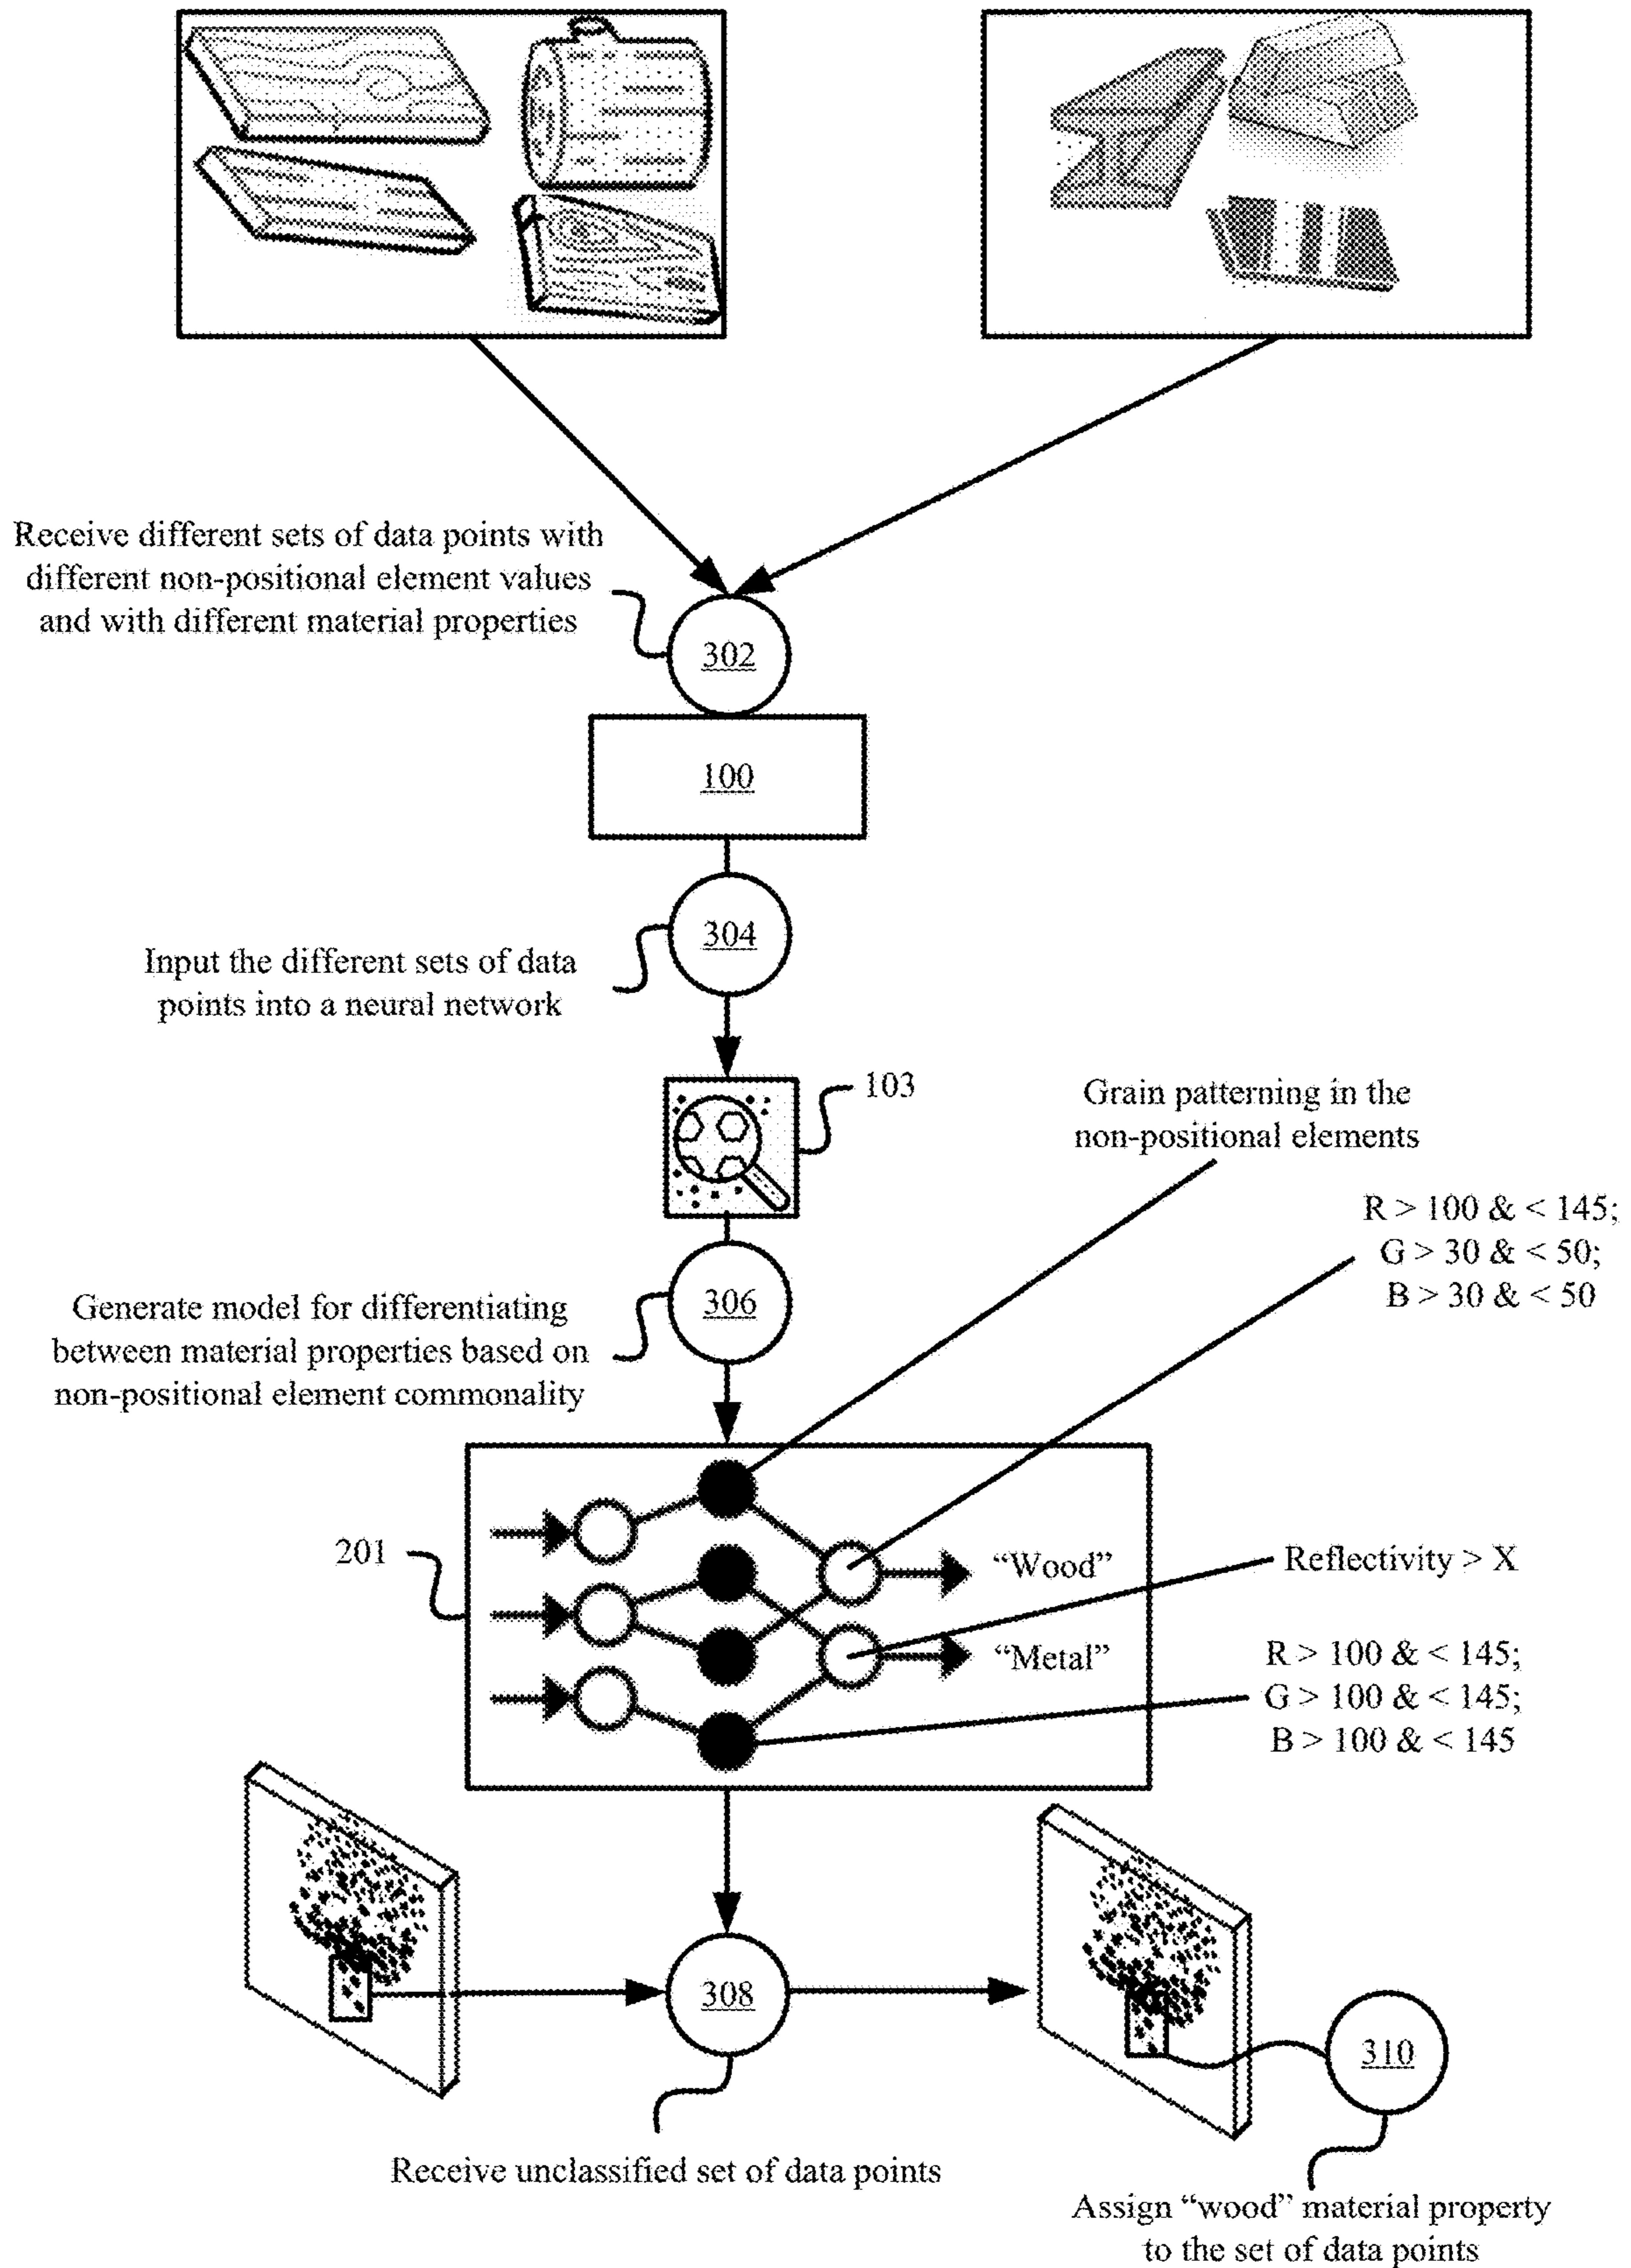 Receive different sets of data points with
different non-positional element values
and with different material properties
302
100
304
Input the different sets of data
points into a neural network
103
Grain patterning in the
non-positional elements
R > 100 & < 145;
G > 30 & < 50;
B > 30 & < 50
306
Generate model for differentiating
between material properties based on
non-positional element commonality
201
“Wood”
Reflectivity > X
“Metal”
R > 100 & < 145;
G > 100 & < 145;
B > 100 & < 145
308
310
Receive unclassified set of data points
Assign “wood” material property
to the set of data points